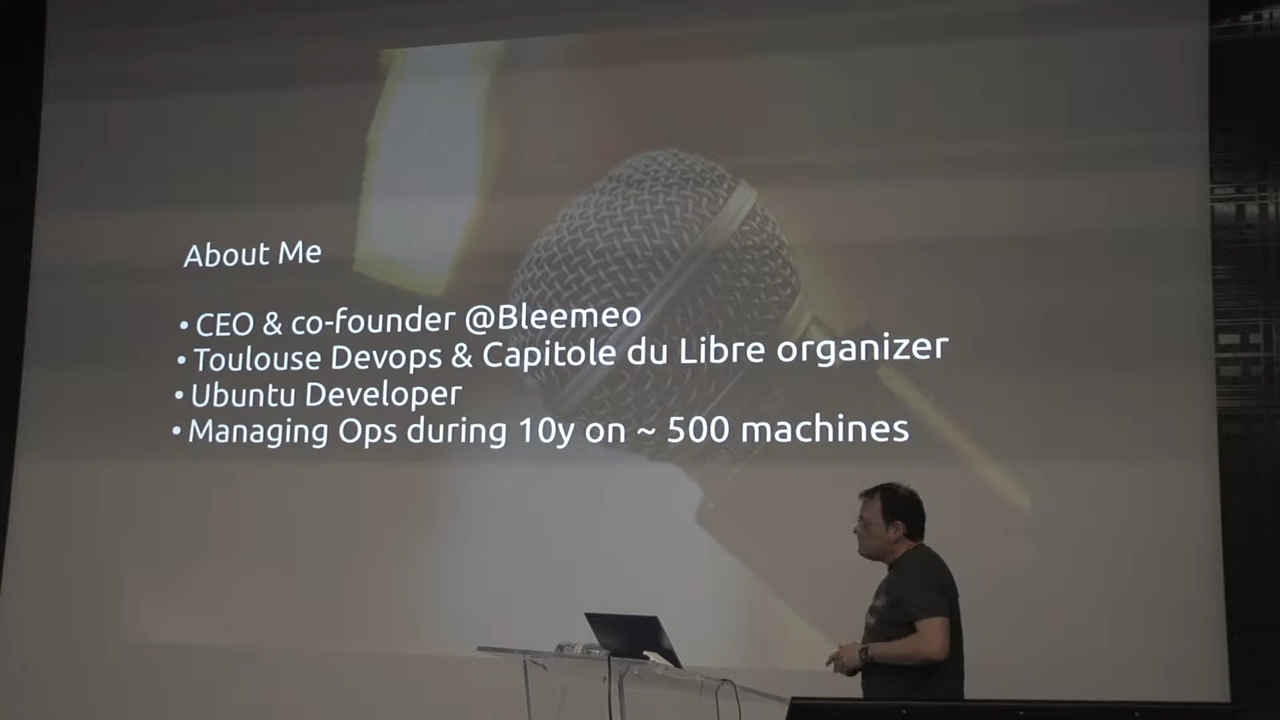 About Me
• CEO & co-founder @Bleemeo
• Toulouse Devops & Capitole du Libre organizer
• Ubuntu Developer
• Managing Ops during 10y on ~ 500 machines